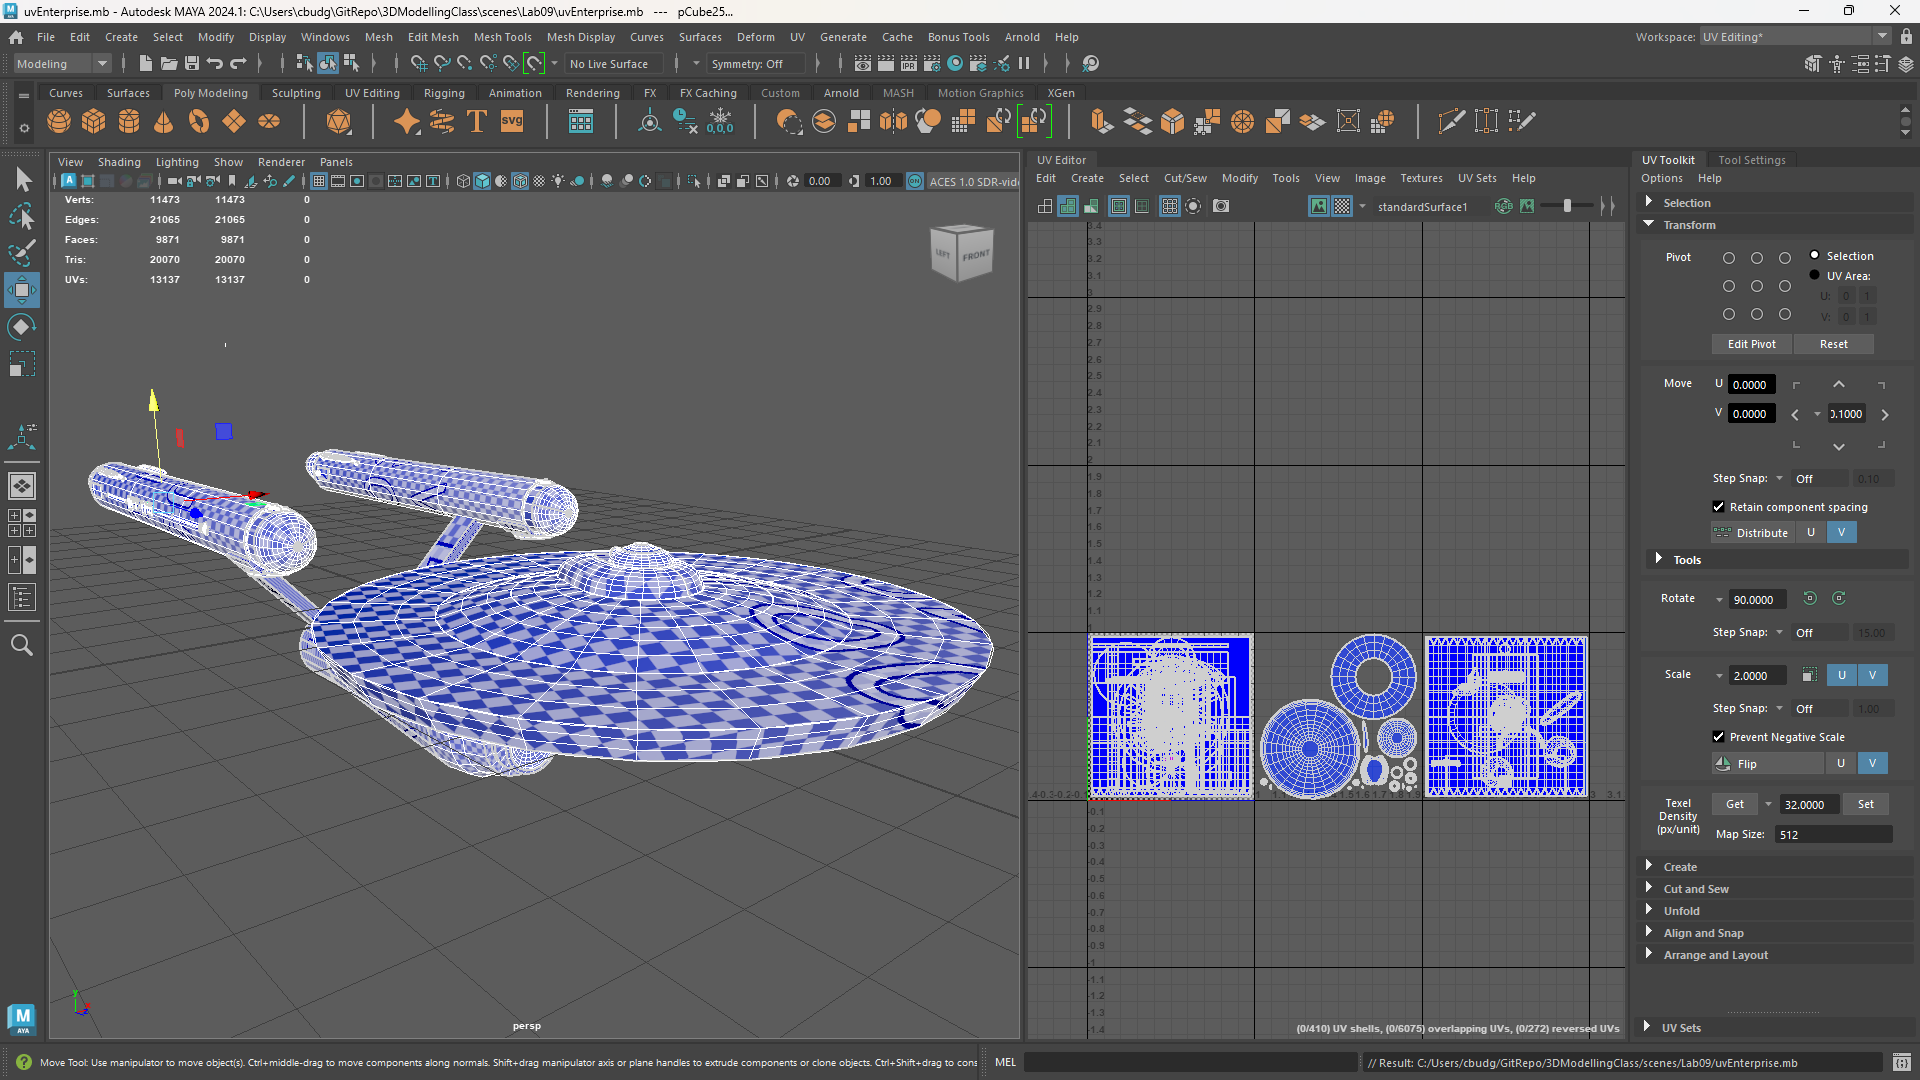 uvEnterprise.mb - Autodesk MAYA 2024.1: C:\Users\cbudg\GitRepo\3DModellingClass\scenes\Lab09\uvEnterprise.mb --- pCube25...
File Edit Create Select Modify Display Windows Mesh Edit Mesh Mesh Tools Mesh Display Curves Surfaces Deform UV Generate Cache Bonus Tools Arnold Help
Workspace: UV Editing*
Modeling
No Live Surface
Symmetry: Off
Curves Surfaces Poly Modeling Sculpting UV Editing Rigging Animation Rendering FX FX Caching Custom Arnold MASH Motion Graphics XGen
View Shading Lighting Show Renderer Panels
0.00 1.00 ACES 1.0 SDR-vid
Verts: 11473 11473 0
Edges: 21065 21065 0
Faces: 9871 9871 0
Tris: 20070 20070 0
UVs: 13137 13137 0
LEFT FRONT
persp
UV Editor
Edit Create Select Cut/Sew Modify Tools View Image Textures UV Sets Help
standardSurface1
(0/410) UV shells, (0/6075) overlapping UVs, (0/272) reversed UVs
UV Toolkit Tool Settings
Options Help
Selection
Transform
Pivot
Selection
UV Area:
U: 0 1
V: 0 1
Edit Pivot Reset
Move U 0.0000
V 0.0000 0.1000
Step Snap: Off 0.10
Retain component spacing
Distribute U V
Tools
Rotate 90.0000
Step Snap: Off 15.00
Scale 2.0000 U V
Step Snap: Off 1.00
Prevent Negative Scale
Flip U V
Texel Density (px/unit) Get 32.0000 Set
Map Size: 512
Create
Cut and Sew
Unfold
Align and Snap
Arrange and Layout
UV Sets
Move Tool: Use manipulator to move object(s). Ctrl+middle-drag to move components along normals. Shift+drag manipulator axis or plane handles to extrude components or clone objects. Ctrl+Shift+drag to cons
MEL
// Result: C:/Users/cbudg/GitRepo/3DModellingClass/scenes/Lab09/uvEnterprise.mb